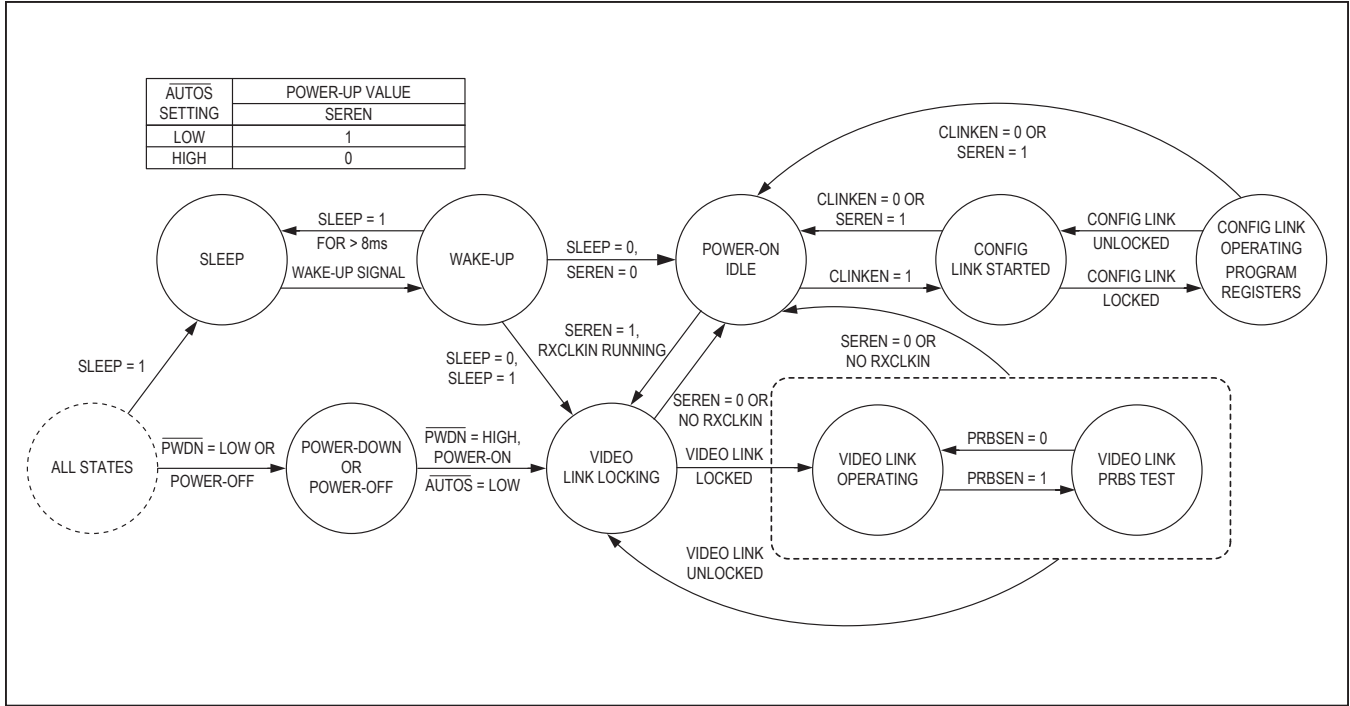 AUTOS
SETTING
POWER-UP VALUE
SEREN
LOW
1
HIGH
0
CLINKEN = 0 OR
SEREN = 1
SLEEP
SLEEP = 1
FOR > 8ms
WAKE-UP SIGNAL
WAKE-UP
SLEEP = 0,
SEREN = 0
POWER-ON
IDLE
CLINKEN = 0 OR
SEREN = 1
CLINKEN = 1
CONFIG
LINK STARTED
CONFIG LINK
UNLOCKED
CONFIG LINK
LOCKED
CONFIG LINK
OPERATING
PROGRAM
REGISTERS
SLEEP = 1
SLEEP = 0,
SLEEP = 1
SEREN = 1,
RXCLKIN RUNNING
SEREN = 0 OR
NO RXCLKIN
SEREN = 0 OR
NO RXCLKIN
ALL STATES
PWDN = LOW OR
POWER-OFF
POWER-DOWN
OR
POWER-OFF
PWDN = HIGH,
POWER-ON
AUTOS = LOW
VIDEO
LINK LOCKING
VIDEO LINK
LOCKED
VIDEO LINK
OPERATING
PRBSEN = 0
PRBSEN = 1
VIDEO LINK
PRBS TEST
VIDEO LINK
UNLOCKED